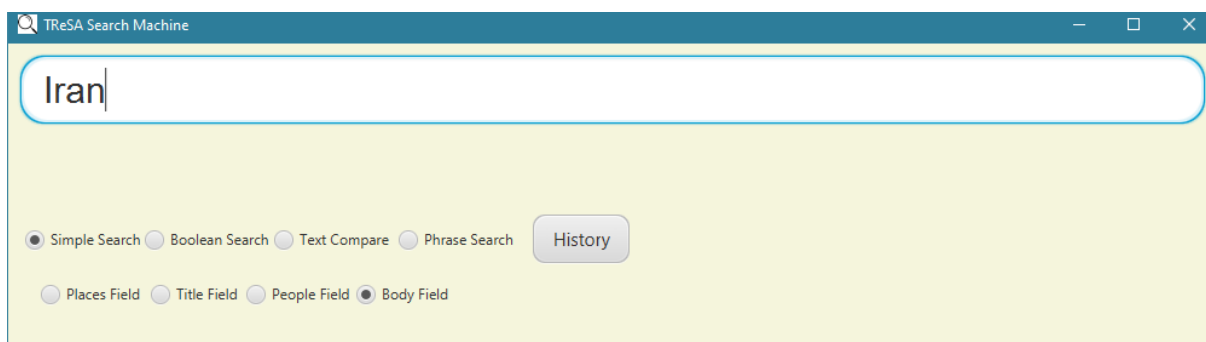 TReSA Search Machine
Iran
Simple Search Boolean Search Text Compare Phrase Search History
Places Field Title Field People Field Body Field